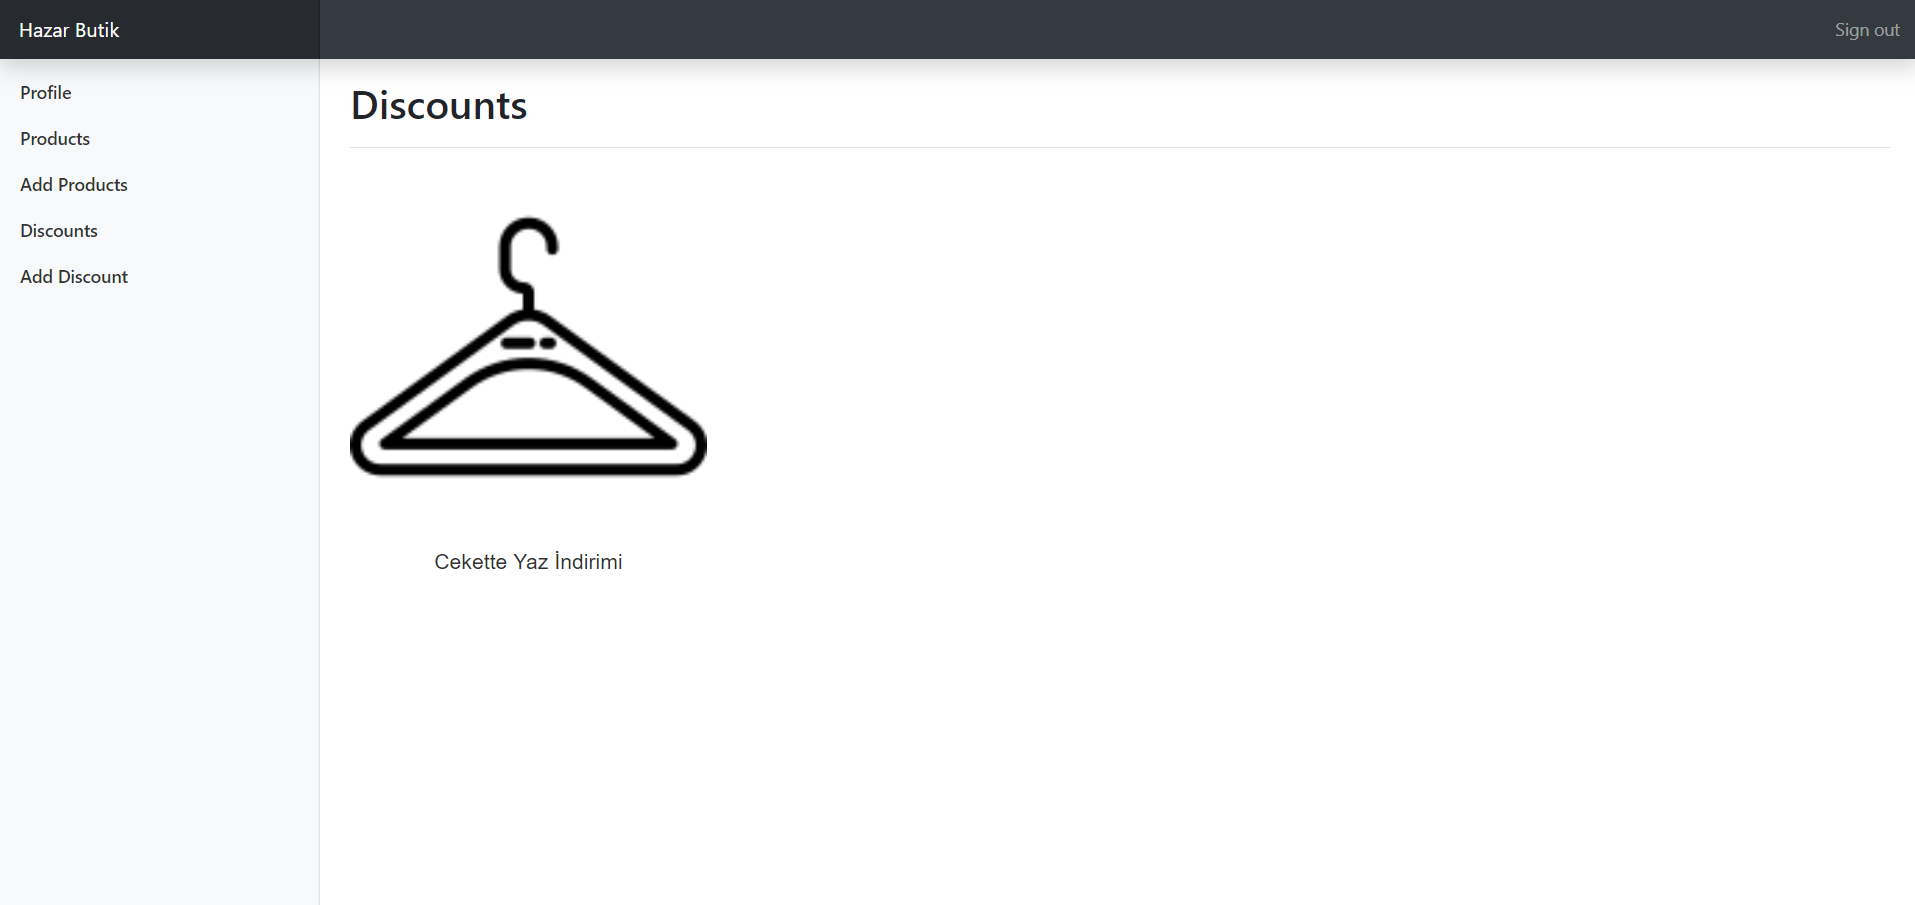 Hazar Butik
Sign out
Profile
Products
Add Products
Discounts
Add Discount
Discounts
Cekette Yaz İndirimi